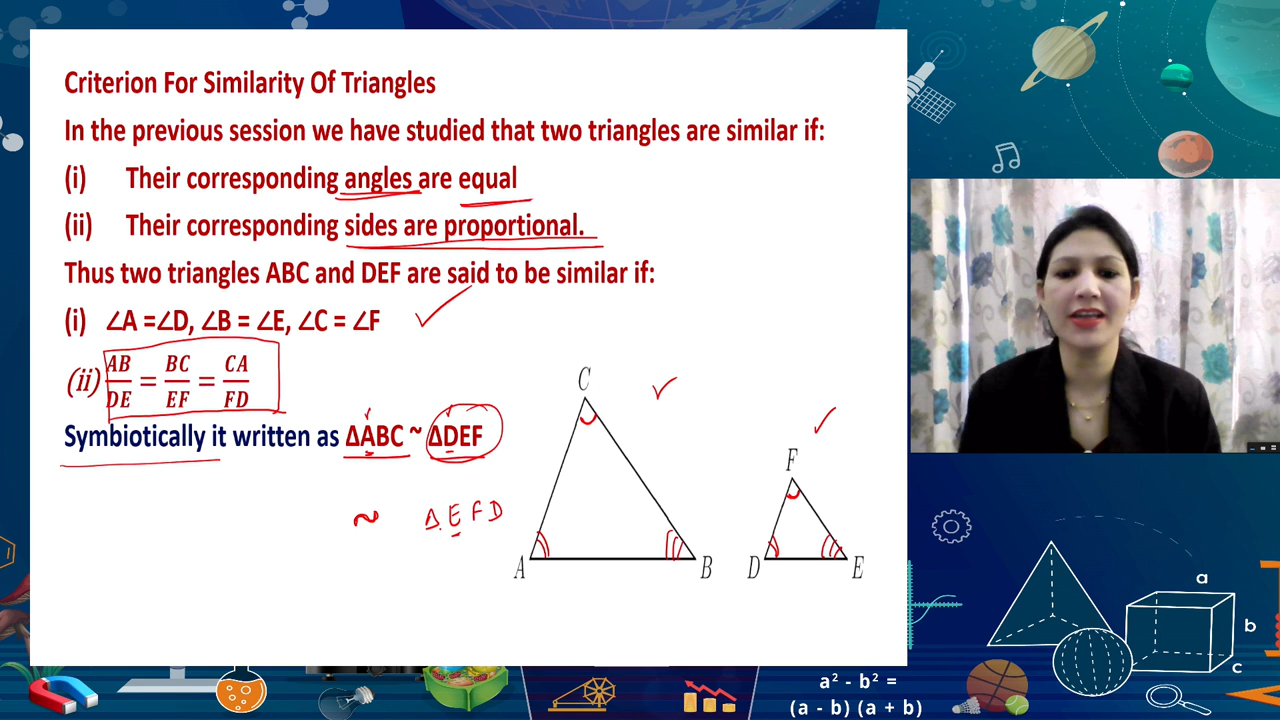 Criterion For Similarity Of Triangles
In the previous session we have studied that two triangles are similar if:
(i) Their corresponding angles are equal
(ii) Their corresponding sides are proportional.
Thus two triangles ABC and DEF are said to be similar if:
(i) ∠A =∠D, ∠B = ∠E, ∠C = ∠F
(ii) AB/DE = BC/EF = CA/FD
Symbiotically it written as ΔABC ~ ΔDEF
~ Δ EFD
C
A
B
F
D
E
a
b
c
a² - b² =
(a - b) (a + b)